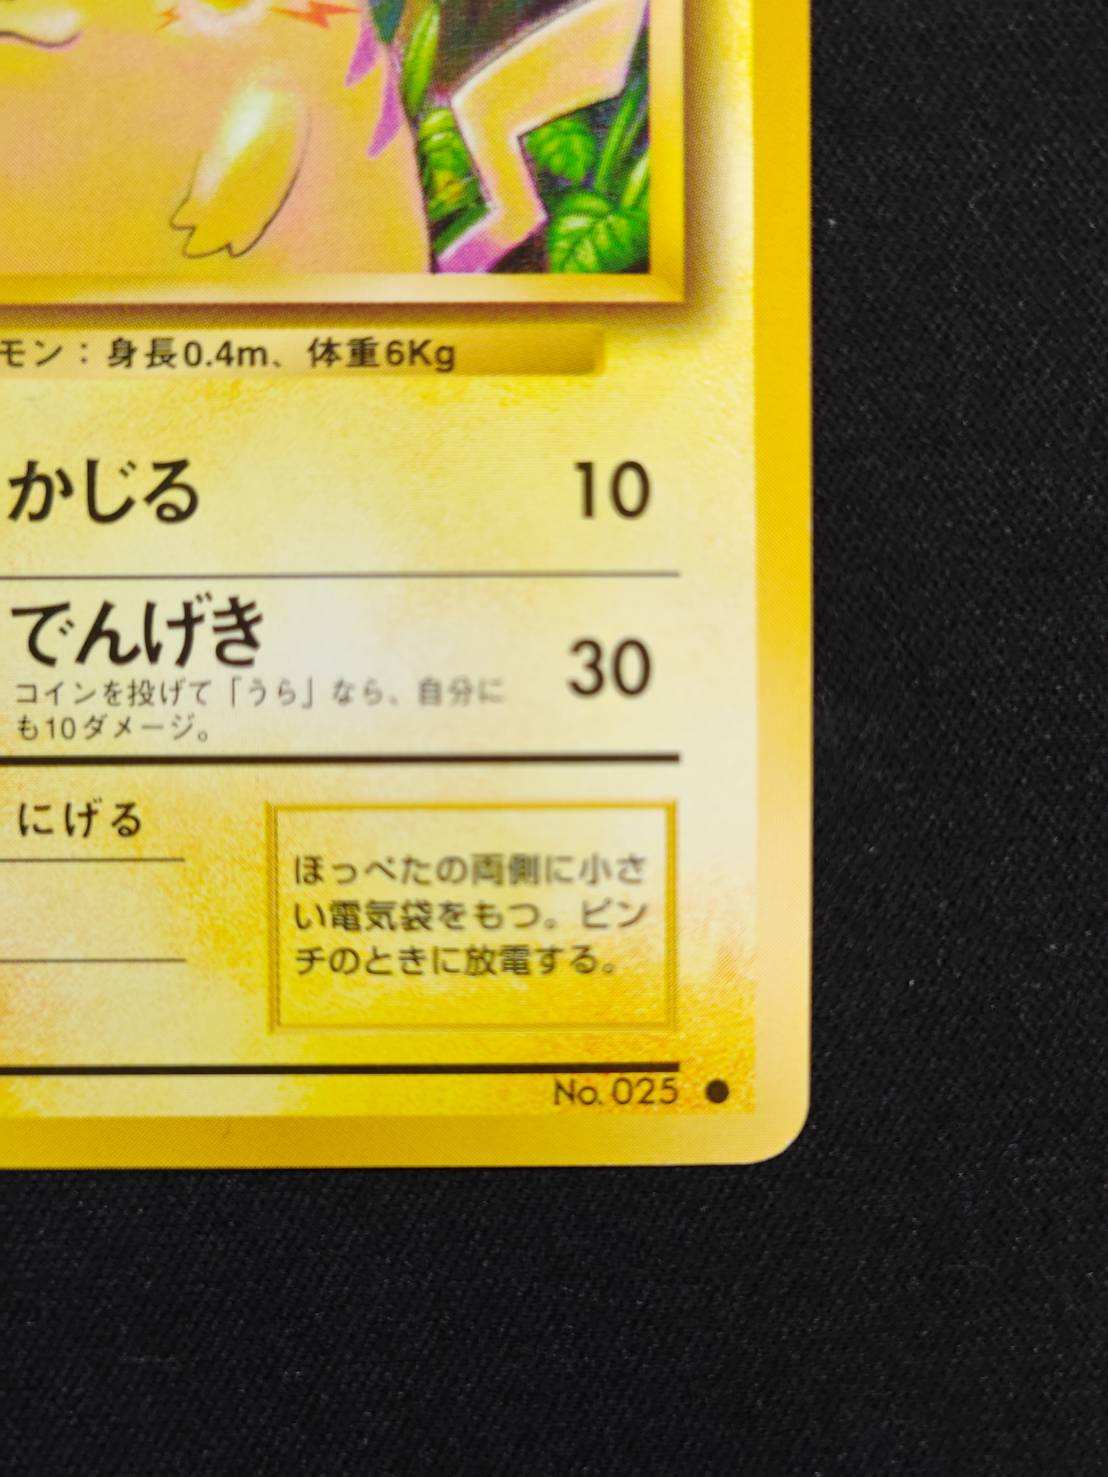 モン：身長0.4m、体重6Kg
かじる 10
でんげき 30
コインを投げて「うら」なら、自分に
も10ダメージ。
にげる
ほっぺたの両側に小さ
い電気袋をもつ。ピン
チのときに放電する。
No. 025 ●